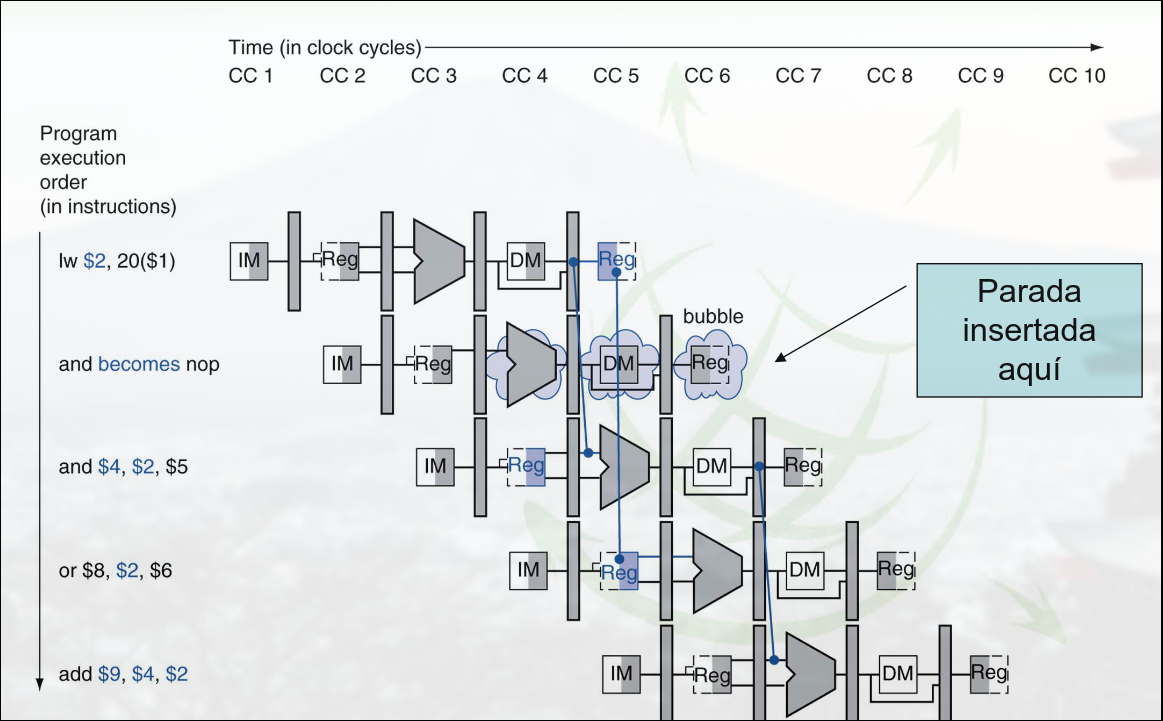 Time (in clock cycles)
CC 1 CC 2 CC 3 CC 4 CC 5 CC 6 CC 7 CC 8 CC 9 CC 10
Program
execution
order
(in instructions)
lw $2, 20($1)
IM Reg DM Reg
Parada
insertada
aquí
bubble
and becomes nop
IM Reg DM Reg
and $4, $2, $5
IM Reg DM Reg
or $8, $2, $6
IM Reg DM Reg
add $9, $4, $2
IM Reg DM Reg